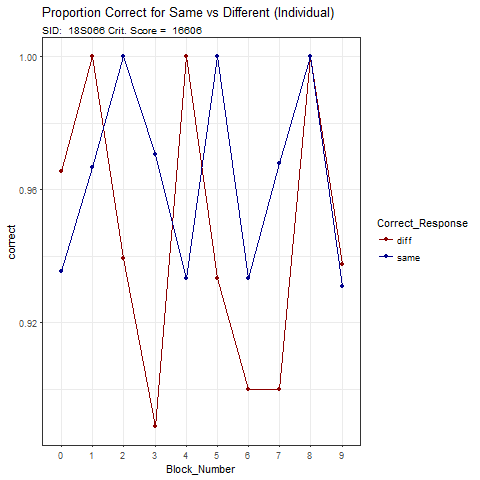 Proportion Correct for Same vs Different (Individual)
SID:  18S066 Crit. Score =  16606
1.00
0.96
0.92
correct
0 1 2 3 4 5 6 7 8 9
Block_Number
Correct_Response
diff
same